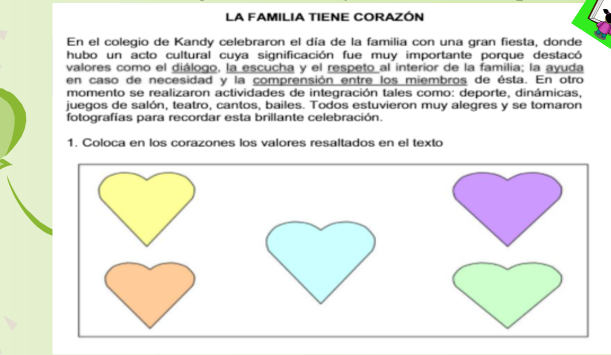 LA FAMILIA TIENE CORAZÓN
En el colegio de Kandy celebraron el día de la familia con una gran fiesta, donde
hubo un acto cultural cuya significación fue muy importante porque destacó
valores como el diálogo, la escucha y el respeto al interior de la familia; la ayuda
en caso de necesidad y la comprensión entre los miembros de ésta. En otro
momento se realizaron actividades de integración tales como: deporte, dinámicas,
juegos de salón, teatro, cantos, bailes. Todos estuvieron muy alegres y se tomaron
fotografías para recordar esta brillante celebración.
1. Coloca en los corazones los valores resaltados en el texto